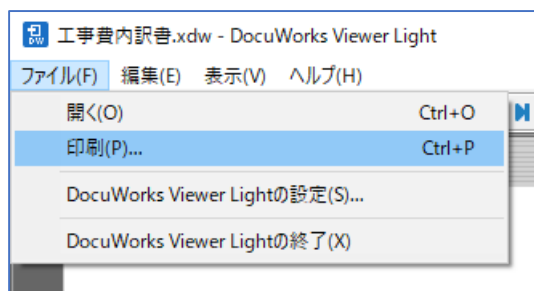 DW 工事費内訳書.xdw - DocuWorks Viewer Light
ファイル(F) 編集(E) 表示(V) ヘルプ(H)
開く(O) Ctrl+O
印刷(P)... Ctrl+P
DocuWorks Viewer Lightの設定(S)...
DocuWorks Viewer Lightの終了(X)